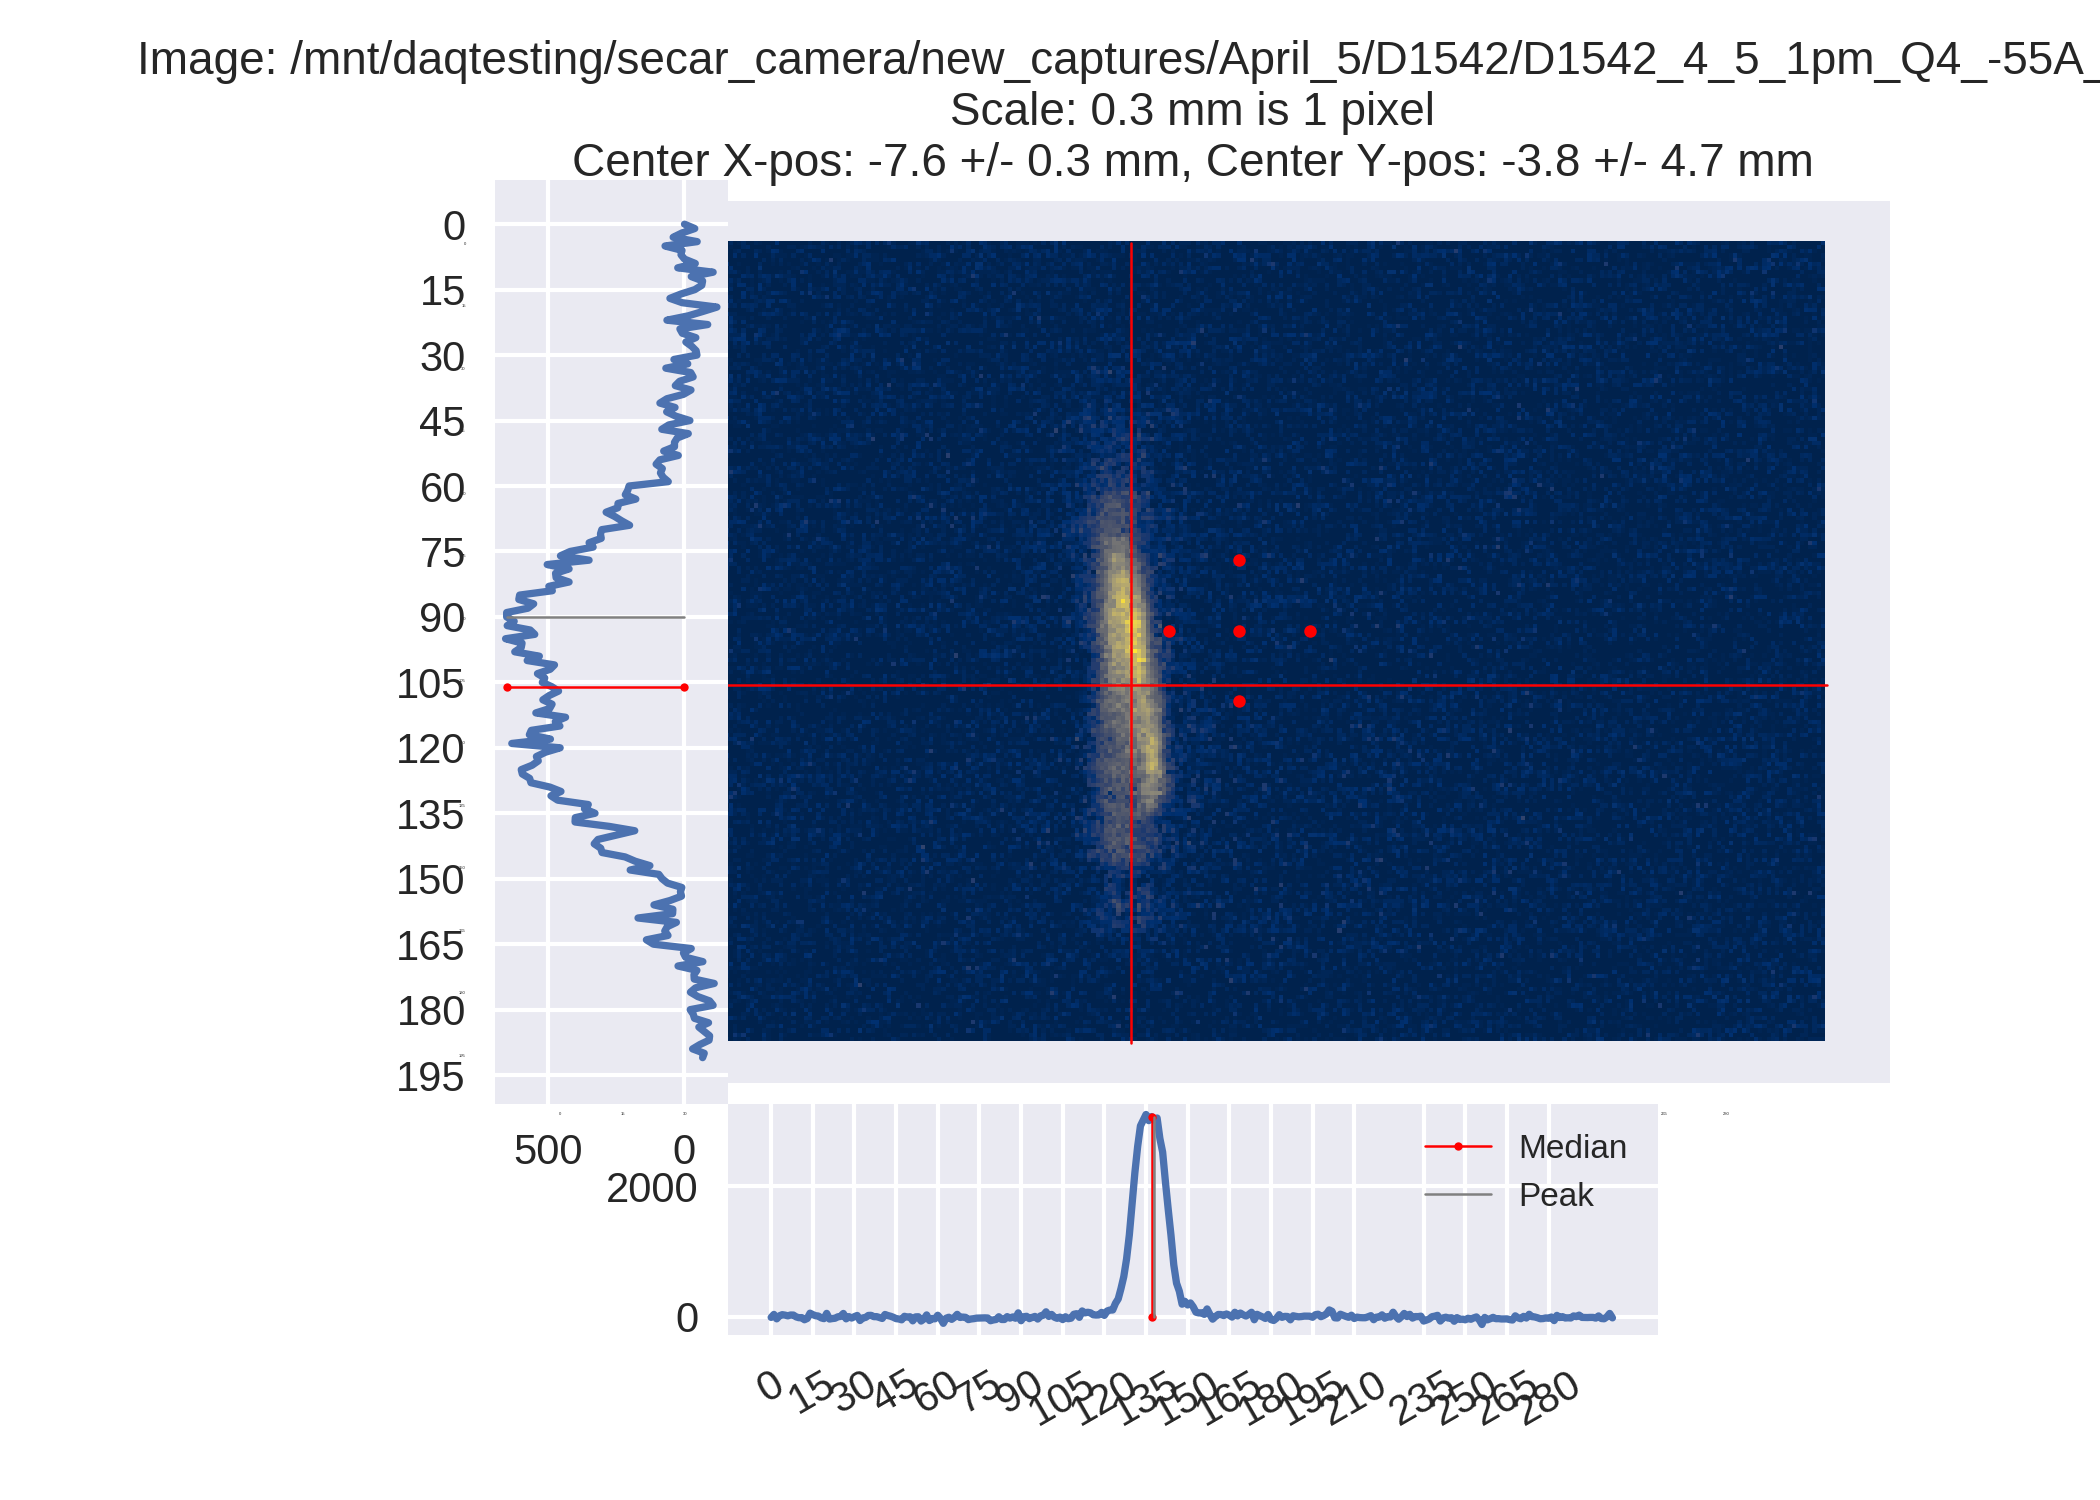 Image: /mnt/daqtesting/secar_camera/new_captures/April_5/D1542/D1542_4_5_1pm_Q4_-55A_
Scale: 0.3 mm is 1 pixel
Center X-pos: -7.6 +/- 0.3 mm, Center Y-pos: -3.8 +/- 4.7 mm
0
15
30
45
60
75
90
105
120
135
150
165
180
195
500 0
2000
0
Median
Peak
0 15 30 45 60 75 90 105 120 135 150 165 180 195 210 235 250 265 280